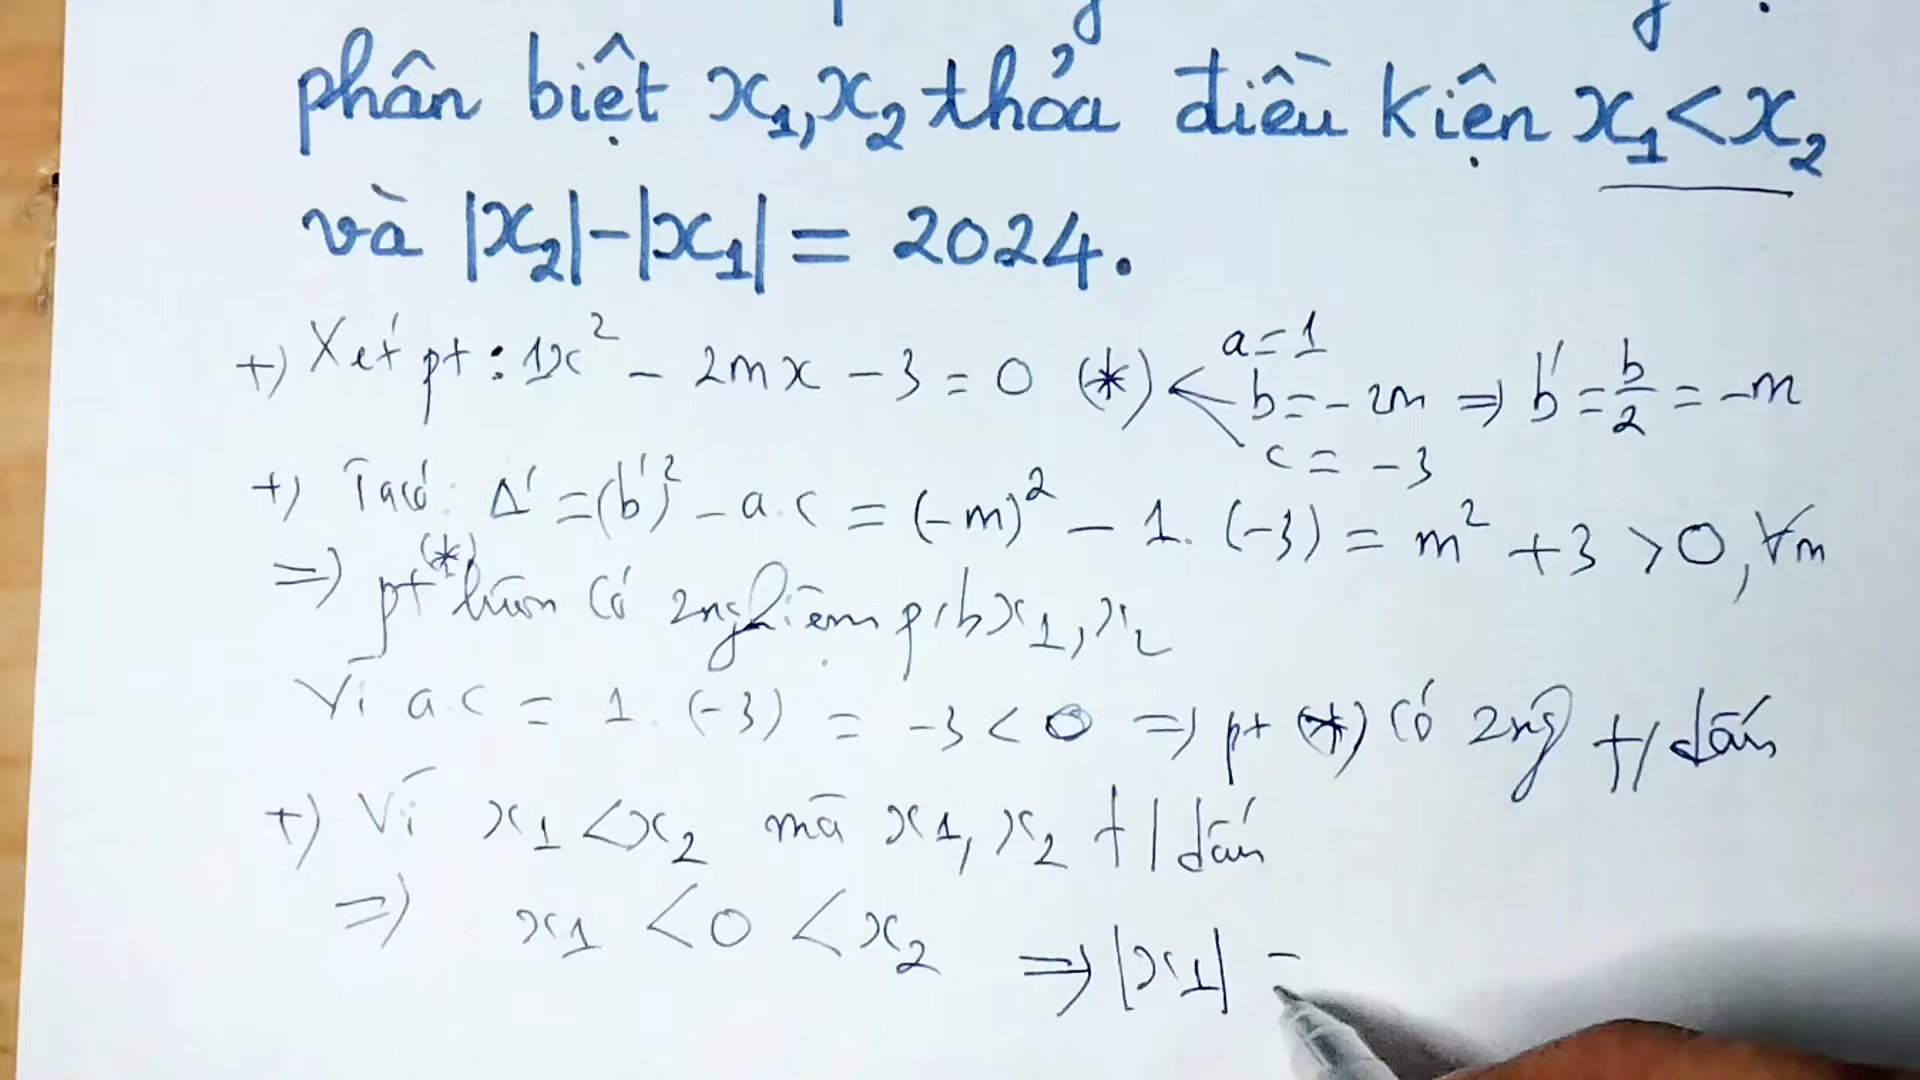 phân biệt x₁, x₂ thỏa điều kiện x₁ < x₂
và |x₂| - |x₁| = 2024.
+) Xét pt: 1x² - 2mx - 3 = 0 (*)
a = 1
b = -2m => b' = b/2 = -m
c = -3
+) Ta có: Δ' = (b')² - a.c = (-m)² - 1.(-3) = m² + 3 > 0, ∀m
=> pt (*) luôn có 2 nghiệm p/b x₁, x₂
Vì a.c = 1.(-3) = -3 < 0 => pt (*) có 2 ng t/dấu
+) Vì x₁ < x₂ mà x₁, x₂ t/dấu
=> x₁ < 0 < x₂ => |x₁| =